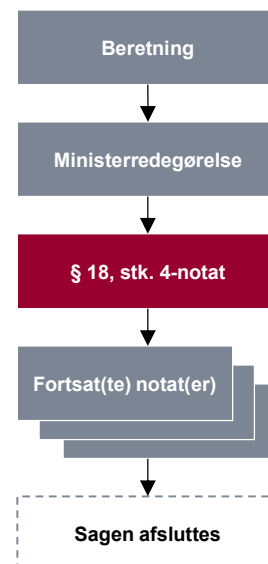 Beretning
Ministerredegørelse
§ 18, stk. 4-notat
Fortsat(te) notat(er)
Sagen afsluttes